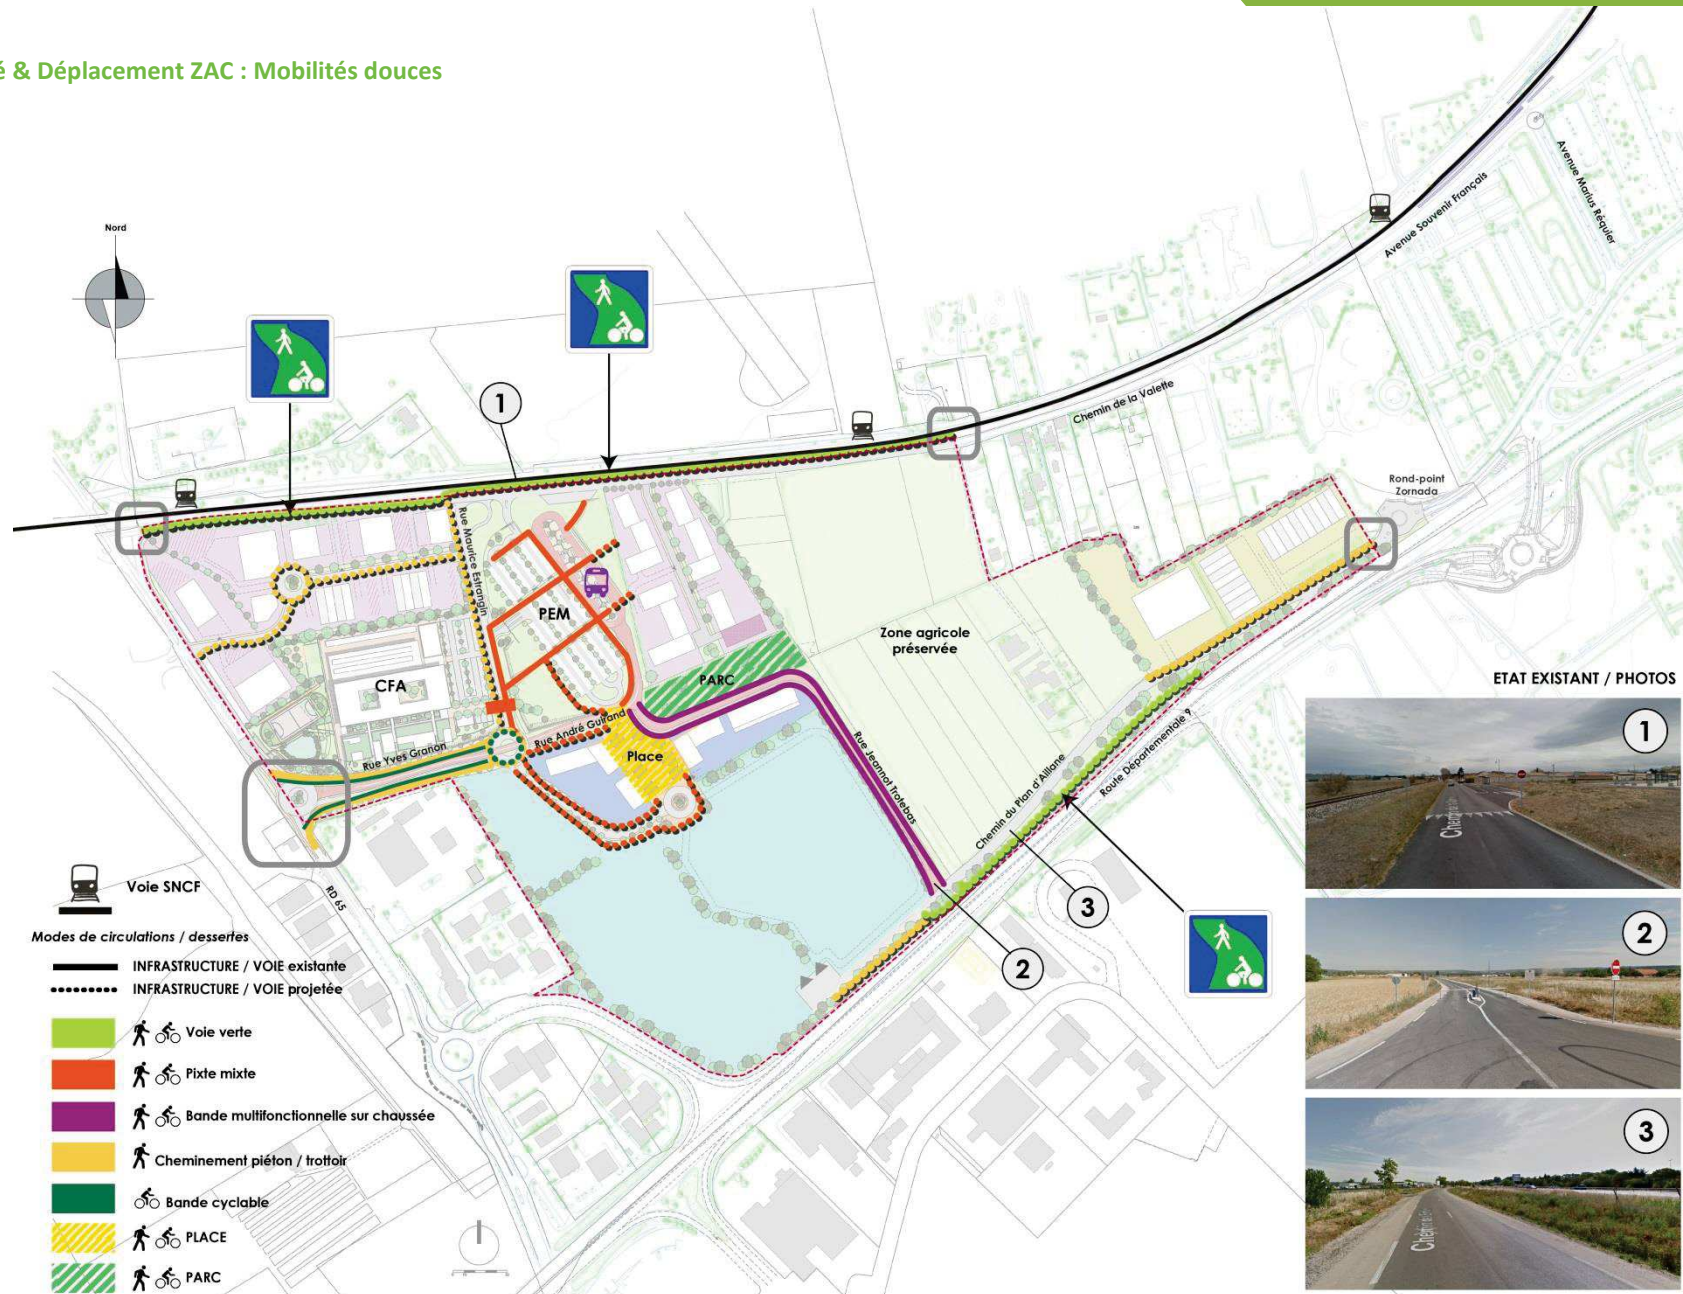 é & Déplacement ZAC : Mobilités douces
Nord
Avenue Marius Réquier
Avenue Souvenir Français
1
Chemin de la Valette
Rond-point
Zornada
Rue Maurice Estrangin
PEM
Zone agricole
préservée
CFA
PARC
Rue André Guirand
Rue Yves Granon
Place
Rue Jeannot Trofebas
Chemin du Plan d'Aillane
Route Départementale 9
RD 65
3
2
ETAT EXISTANT / PHOTOS
1
2
3
Voie SNCF
Modes de circulations / dessertes
INFRASTRUCTURE / VOIE existante
INFRASTRUCTURE / VOIE projetée
Voie verte
Pixte mixte
Bande multifonctionnelle sur chaussée
Cheminement piéton / trottoir
Bande cyclable
PLACE
PARC